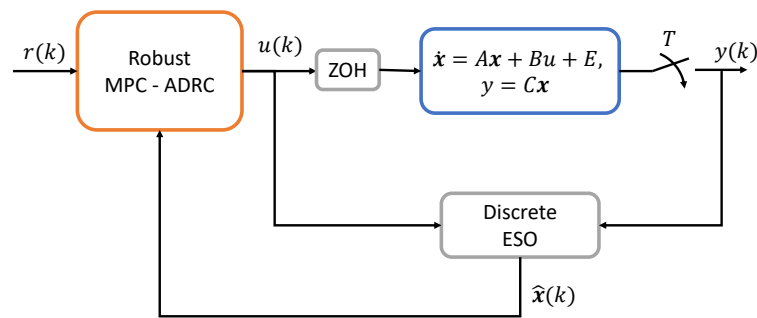 r(k)
Robust
MPC - ADRC
u(k)
ZOH
ẋ = Ax + Bu + E,
y = Cx
T
y(k)
Discrete
ESO
x̂(k)